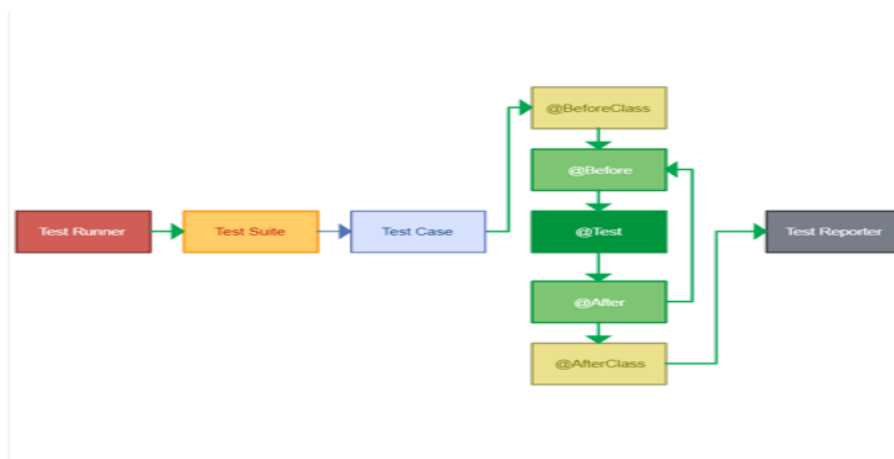 @BeforeClass
@Before
Test Runner
Test Suite
Test Case
@Test
Test Reporter
@After
@AfterClass